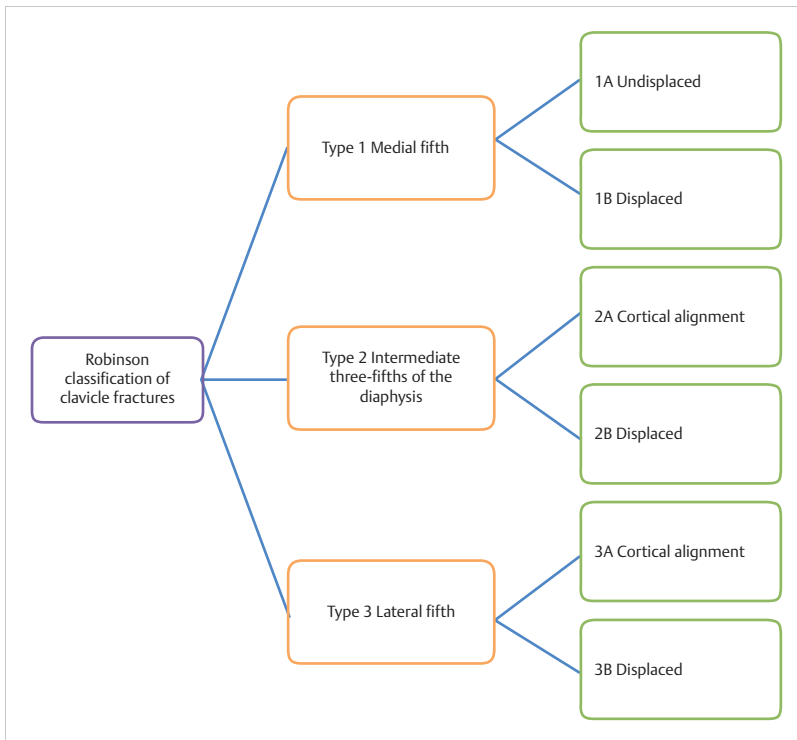 Robinson
classification of
clavicle fractures
Type 1 Medial fifth
1A Undisplaced
1B Displaced
Type 2 Intermediate
three-fifths of the
diaphysis
2A Cortical alignment
2B Displaced
Type 3 Lateral fifth
3A Cortical alignment
3B Displaced